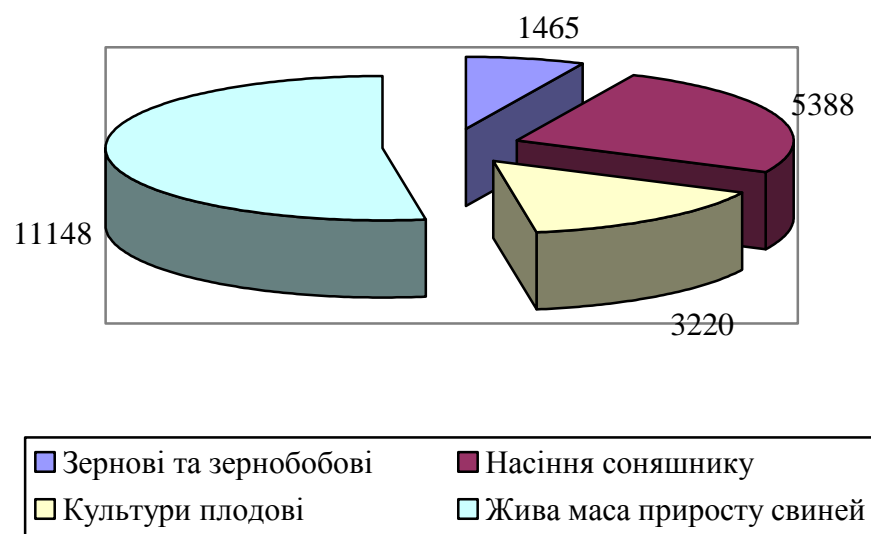 1465
5388
11148
3220
Зернові та зернобобові
Насіння соняшнику
Культури плодові
Жива маса приросту свиней